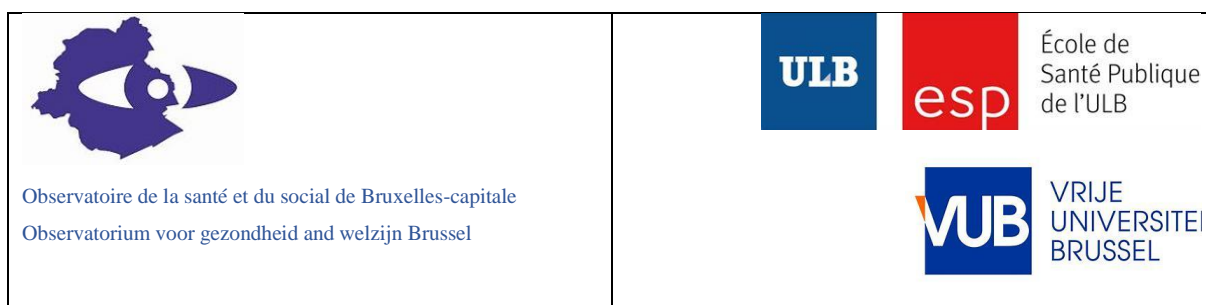 Observatoire de la santé et du social de Bruxelles-capitale
Observatorium voor gezondheid and welzijn Brussel
ULB
esp
École de
Santé Publique
de l'ULB
VUB
VRIJE
UNIVERSITEI
BRUSSEL